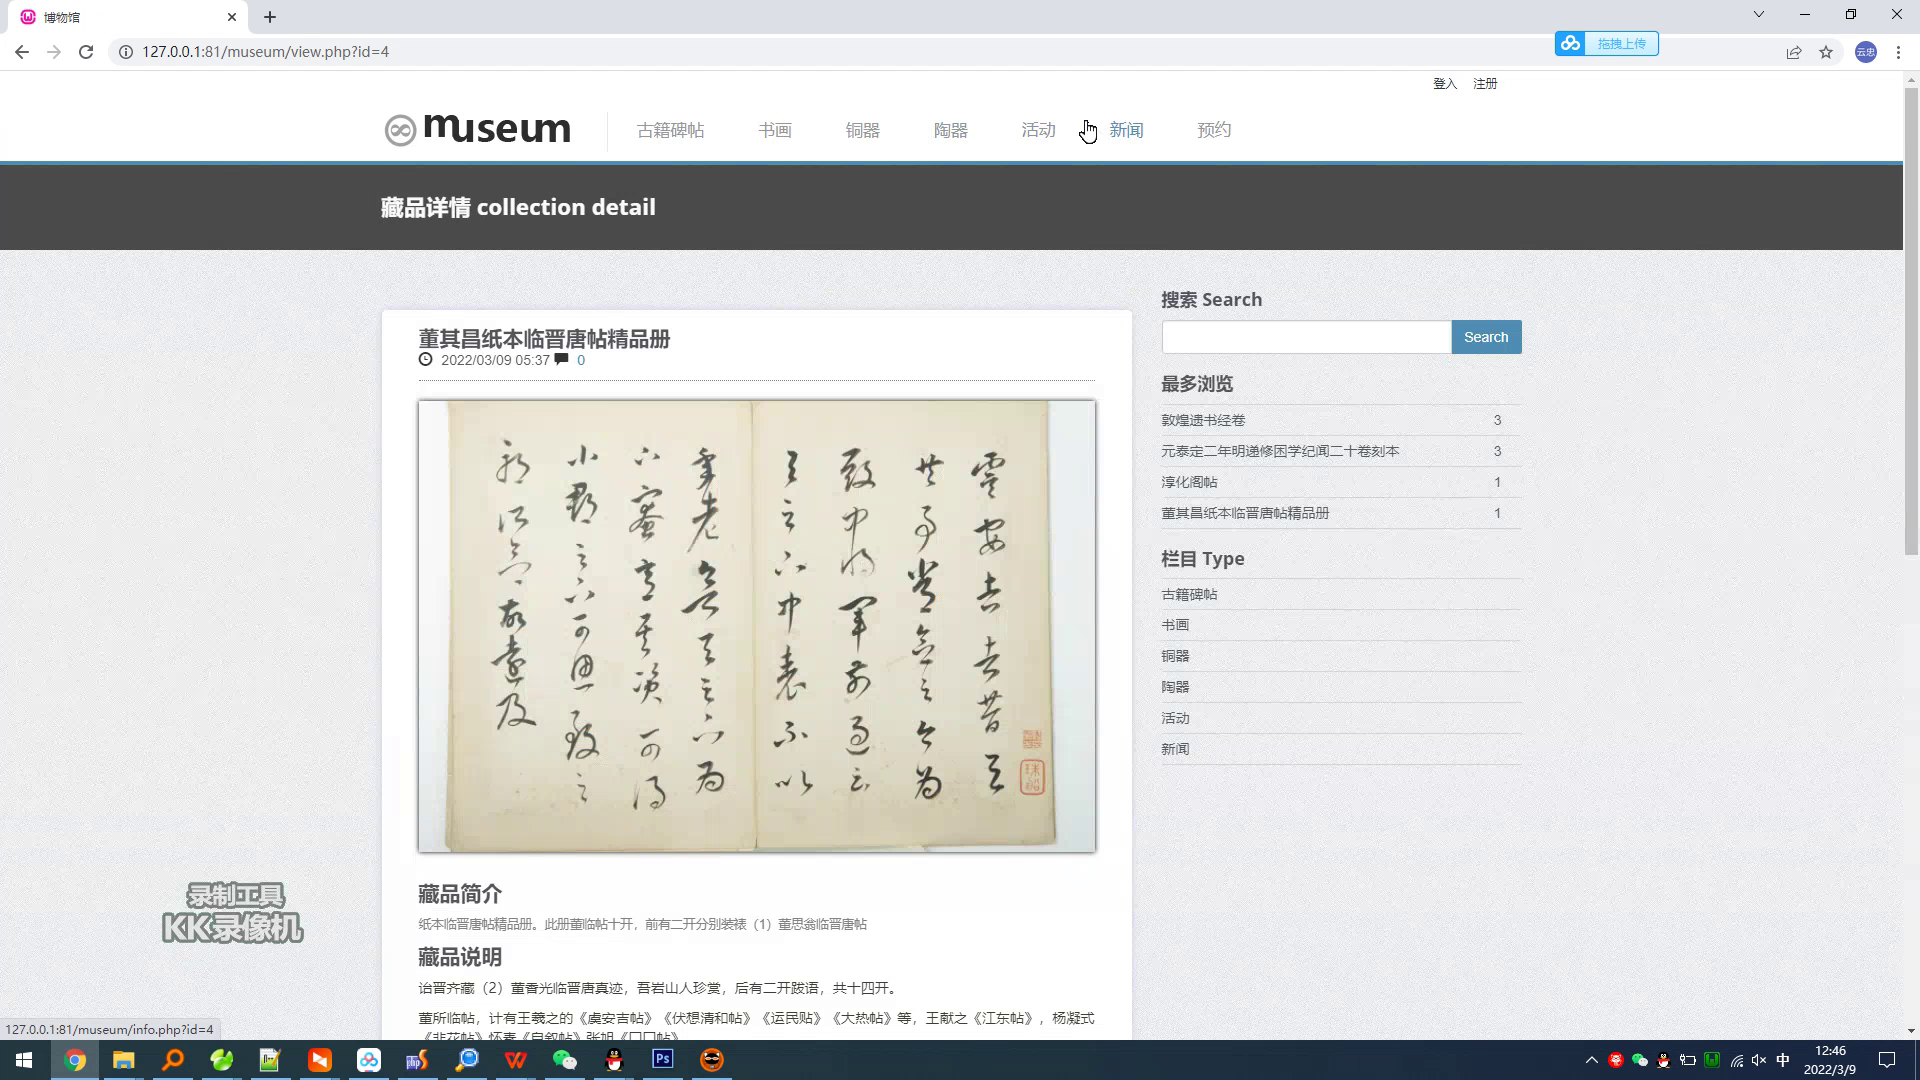 博物馆
127.0.0.1:81/museum/view.php?id=4
拖拽上传
云忠
登入 注册
museum
古籍碑帖 书画 铜器 陶器 活动 新闻 预约
藏品详情 collection detail
董其昌纸本临晋唐帖精品册
2022/03/09 05:37 0
搜索 Search
Search
最多浏览
敦煌遗书经卷 3
元泰定二年明递修困学纪闻二十卷刻本 3
淳化阁帖 1
董其昌纸本临晋唐帖精品册 1
栏目 Type
古籍碑帖
书画
铜器
陶器
活动
新闻
藏品简介
纸本临晋唐帖精品册。此册董临帖十开，前有二开分别装裱（1）董思翁临晋唐帖
藏品说明
诒晋齐藏（2）董香光临晋唐真迹，吾岩山人珍赏，后有二开跋语，共十四开。
董所临帖，计有王羲之的《虞安吉帖》《伏想清和帖》《运民贴》《大热帖》等，王献之《江东帖》，杨凝式
录制工具
KK录像机
127.0.0.1:81/museum/info.php?id=4
Ps
中
12:46
2022/3/9